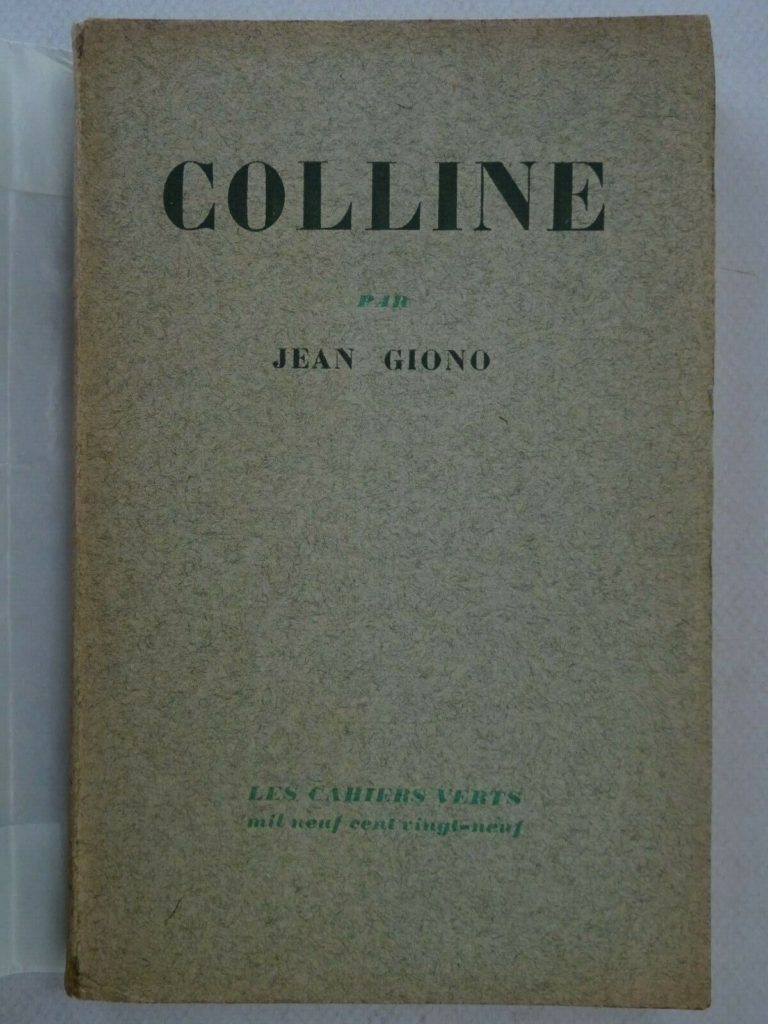 COLLINE
PAR
JEAN GIONO
LES CAHIERS VERTS
mil neuf cent vingt-neuf